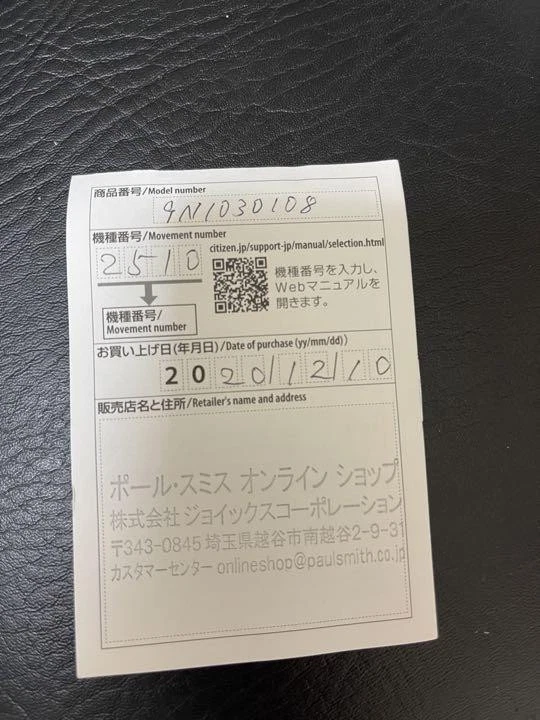 商品番号/Model number
9N1030108
機種番号/Movement number
citizen.jp/support-jp/manual/selection.html
2510
機種番号を入力し、
Webマニュアルを
開きます。
機種番号/
Movement number
お買い上げ日(年月日)/Date of purchase (yy/mm/dd))
2020/12/10
販売店名と住所/Retailer's name and address
ポール・スミス オンライン ショップ
株式会社 ジョイックスコーポレーション
〒343-0845 埼玉県越谷市南越谷2-9-31
カスタマーセンター onlineshop@paulsmith.co.jp